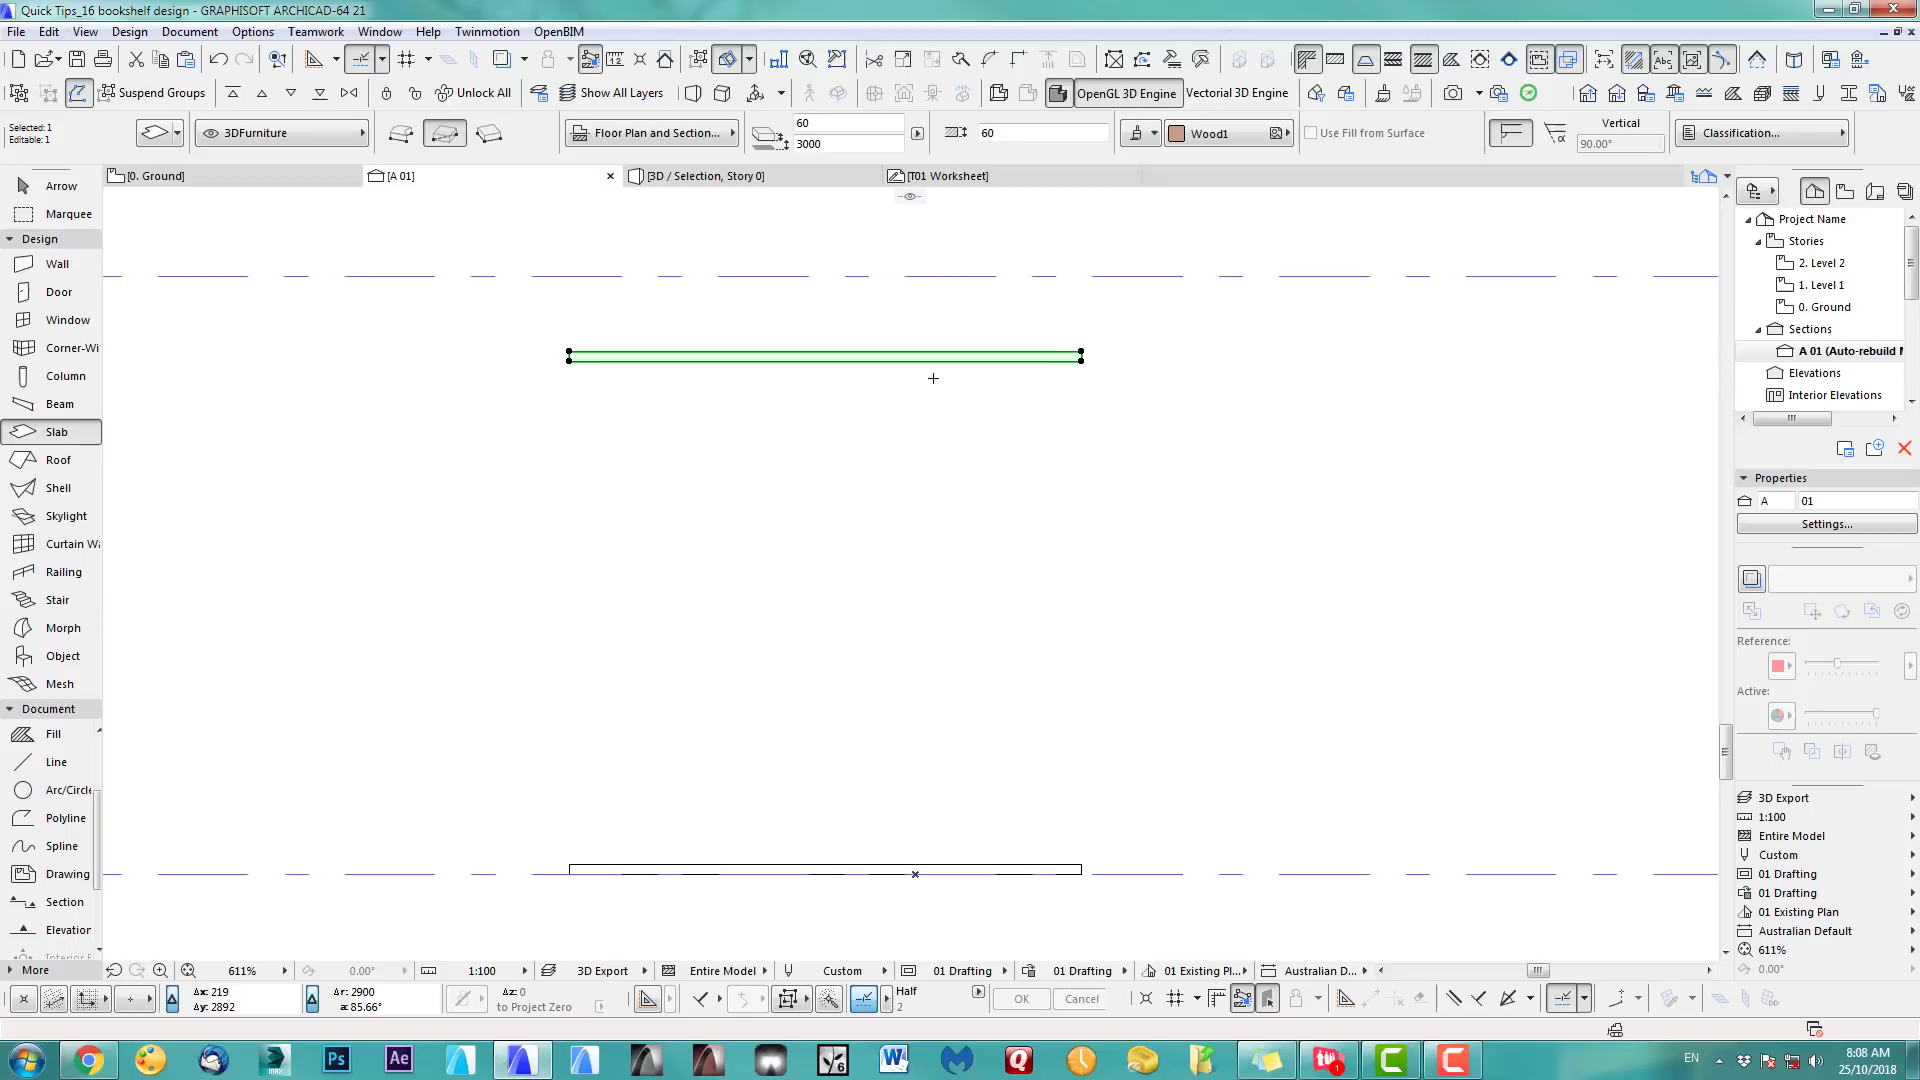 Quick Tips_16 bookshelf design - GRAPHISOFT ARCHICAD-64 21
File Edit View Design Document Options Teamwork Window Help Twinmotion OpenBIM
Suspend Groups Unlock All Show All Layers OpenGL 3D Engine Vectorial 3D Engine
Selected: 1
Editable: 1
3DFurniture
Floor Plan and Section...
60
3000
60
Wood1
Use Fill from Surface
Vertical
90.00°
Classification...
[0. Ground]
[A 01]
[3D / Selection, Story 0]
[T01 Worksheet]
Arrow
Marquee
Design
Wall
Door
Window
Corner-Wi
Column
Beam
Slab
Roof
Shell
Skylight
Curtain Wa
Railing
Stair
Morph
Object
Mesh
Document
Fill
Line
Arc/Circle
Polyline
Spline
Drawing
Section
Elevation
More
Project Name
Stories
2. Level 2
1. Level 1
0. Ground
Sections
A 01 (Auto-rebuild M
Elevations
Interior Elevations
Properties
A 01
Settings...
Reference:
Active:
3D Export
1:100
Entire Model
Custom
01 Drafting
01 Drafting
01 Existing Plan
Australian Default
611%
0.00°
611% 0.00° 1:100 3D Export Entire Model Custom 01 Drafting 01 Drafting 01 Existing Pl... Australian D...
Δx: 219
Δy: 2892
Δr: 2900
a: 85.66°
Δz: 0
to Project Zero
Half
2
OK Cancel
EN
8:08 AM
25/10/2018